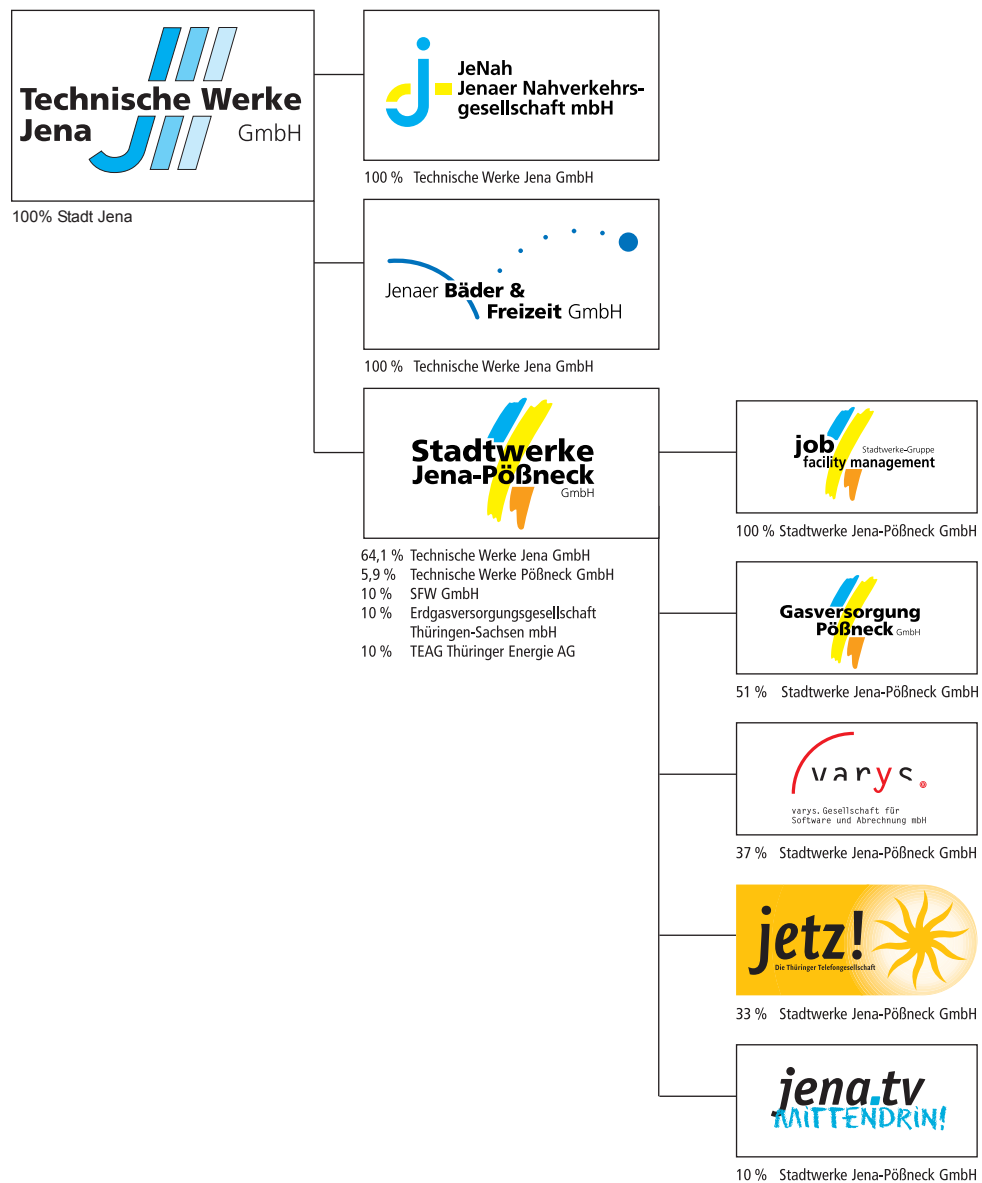 Technische Werke
Jena GmbH
100% Stadt Jena
JeNah
Jenaer Nahverkehrs-
gesellschaft mbH
100 % Technische Werke Jena GmbH
Jenaer Bäder &
Freizeit GmbH
100 % Technische Werke Jena GmbH
Stadtwerke
Jena-Pößneck
GmbH
64,1 % Technische Werke Jena GmbH
5,9 % Technische Werke Pößneck GmbH
10 % SFW GmbH
10 % Erdgasversorgungsgesellschaft
Thüringen-Sachsen mbH
10 % TEAG Thüringer Energie AG
job Stadtwerke-Gruppe
facility management
100 % Stadtwerke Jena-Pößneck GmbH
Gasversorgung
Pößneck GmbH
51 % Stadtwerke Jena-Pößneck GmbH
varys.
varys. Gesellschaft für
Software und Abrechnung mbH
37 % Stadtwerke Jena-Pößneck GmbH
jetz!
Die Thüringer Telefongesellschaft
33 % Stadtwerke Jena-Pößneck GmbH
jena.tv
MITTENDRIN!
10 % Stadtwerke Jena-Pößneck GmbH